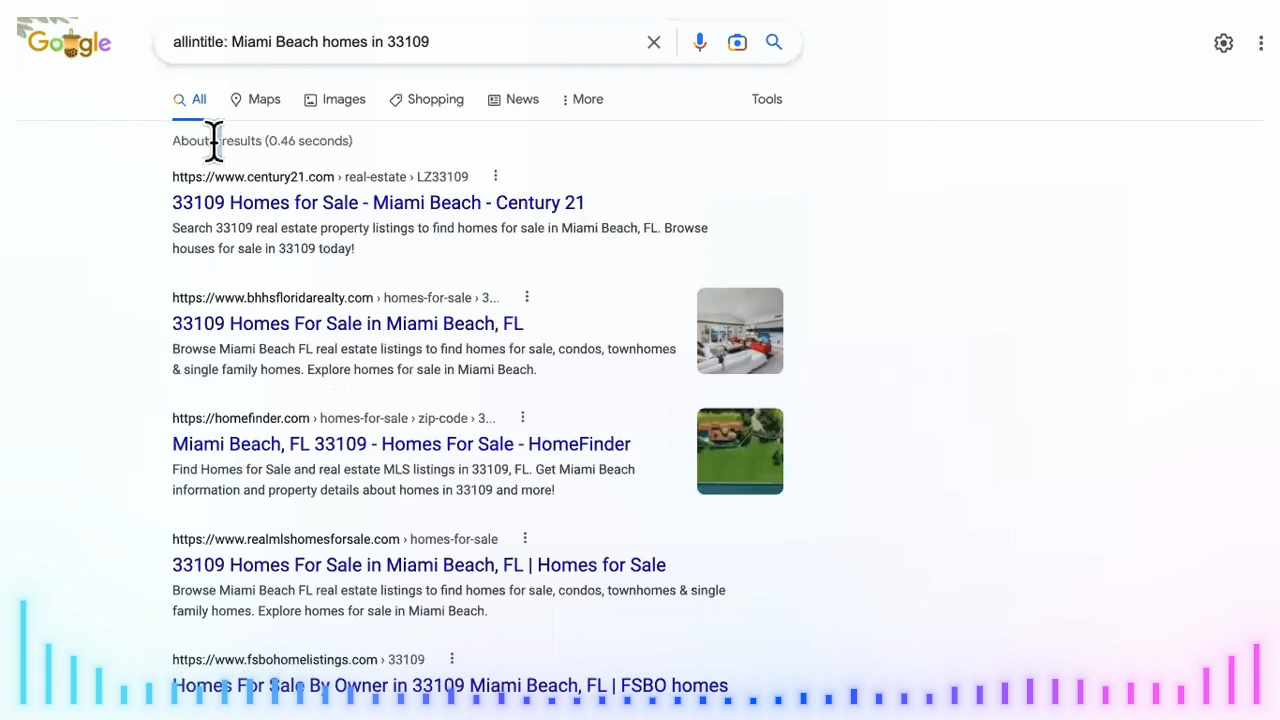 Google
allintitle: Miami Beach homes in 33109
All Maps Images Shopping News More Tools
About results (0.46 seconds)
https://www.century21.com › real-estate › LZ33109
33109 Homes for Sale - Miami Beach - Century 21
Search 33109 real estate property listings to find homes for sale in Miami Beach, FL. Browse
houses for sale in 33109 today!
https://www.bhhsfloridarealty.com › homes-for-sale › 3...
33109 Homes For Sale in Miami Beach, FL
Browse Miami Beach FL real estate listings to find homes for sale, condos, townhomes
& single family homes. Explore homes for sale in Miami Beach.
https://homefinder.com › homes-for-sale › zip-code › 3...
Miami Beach, FL 33109 - Homes For Sale - HomeFinder
Find Homes for Sale and real estate MLS listings in 33109, FL. Get Miami Beach
information and property details about homes in 33109 and more!
https://www.realmlshomesforsale.com › homes-for-sale
33109 Homes For Sale in Miami Beach, FL | Homes for Sale
Browse Miami Beach FL real estate listings to find homes for sale, condos, townhomes & single
family homes. Explore homes for sale in Miami Beach.
https://www.fsbohomelistings.com › 33109
Homes For Sale By Owner in 33109 Miami Beach, FL | FSBO homes